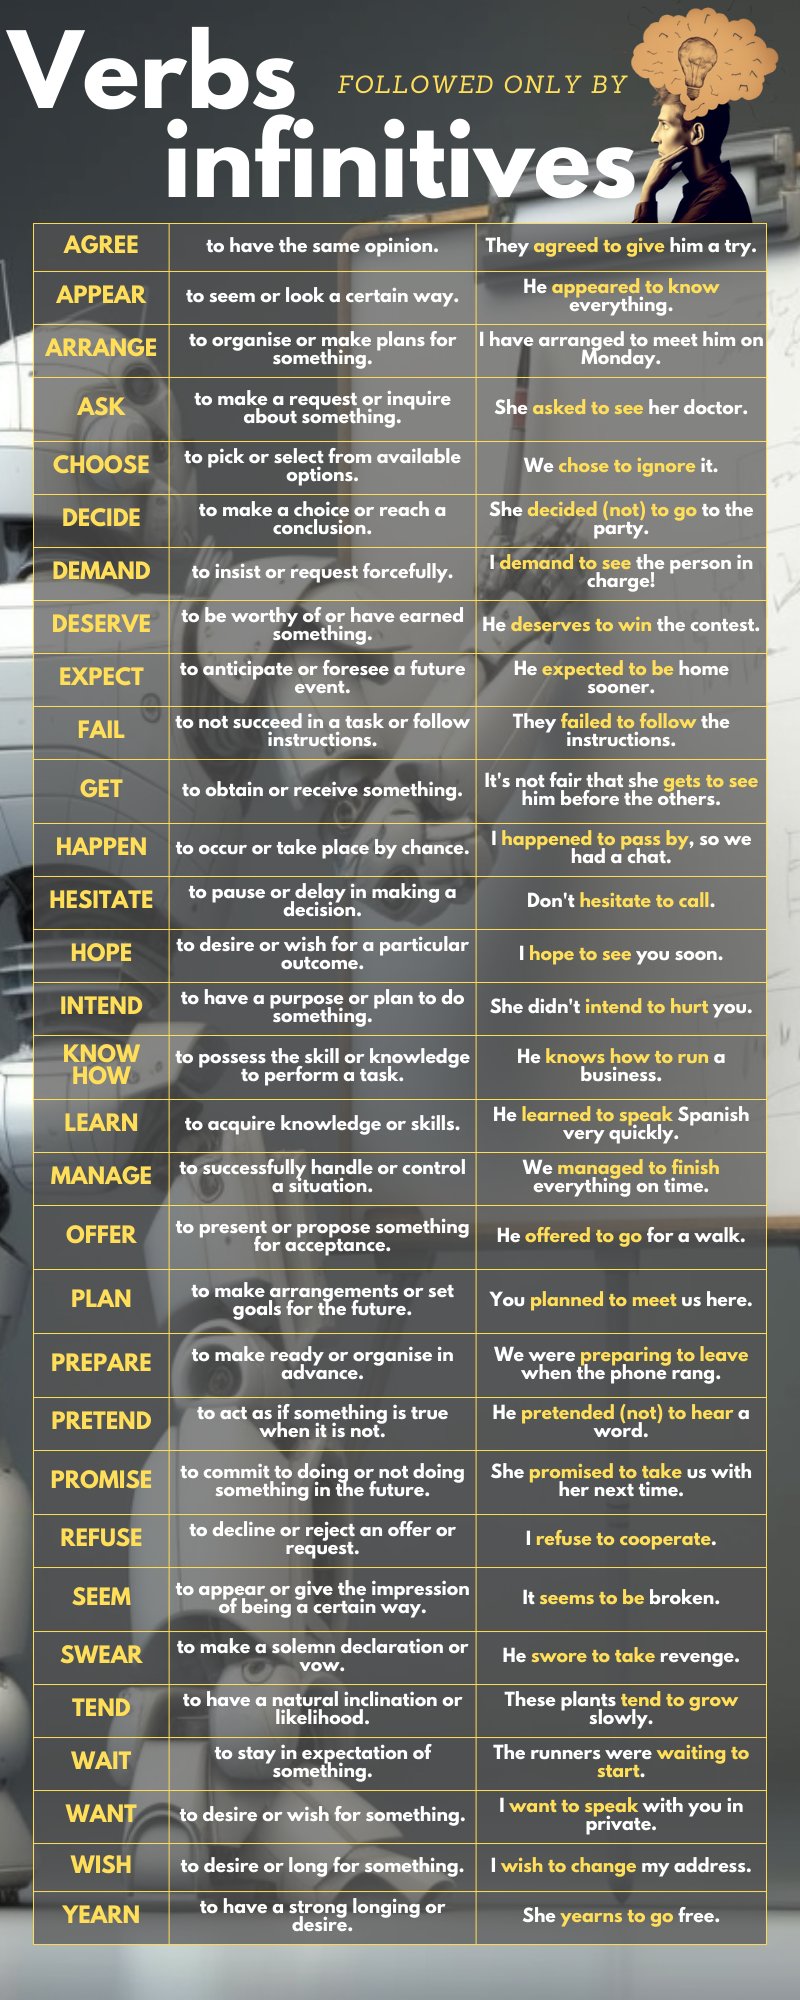 Verbs
FOLLOWED ONLY BY
infinitives
AGREE
to have the same opinion.
They agreed to give him a try.
APPEAR
to seem or look a certain way.
He appeared to know
everything.
ARRANGE
to organise or make plans for
something.
I have arranged to meet him on
Monday.
ASK
to make a request or inquire
about something.
She asked to see her doctor.
CHOOSE
to pick or select from available
options.
We chose to ignore it.
DECIDE
to make a choice or reach a
conclusion.
She decided (not) to go to the
party.
DEMAND
to insist or request forcefully.
I demand to see the person in
charge!
DESERVE
to be worthy of or have earned
something.
He deserves to win the contest.
EXPECT
to anticipate or foresee a future
event.
He expected to be home
sooner.
FAIL
to not succeed in a task or follow
instructions.
They failed to follow the
instructions.
GET
to obtain or receive something.
It's not fair that she gets to see
him before the others.
HAPPEN
to occur or take place by chance.
I happened to pass by, so we
had a chat.
HESITATE
to pause or delay in making a
decision.
Don't hesitate to call.
HOPE
to desire or wish for a particular
outcome.
I hope to see you soon.
INTEND
to have a purpose or plan to do
something.
She didn't intend to hurt you.
KNOW
HOW
to possess the skill or knowledge
to perform a task.
He knows how to run a
business.
LEARN
to acquire knowledge or skills.
He learned to speak Spanish
very quickly.
MANAGE
to successfully handle or control
a situation.
We managed to finish
everything on time.
OFFER
to present or propose something
for acceptance.
He offered to go for a walk.
PLAN
to make arrangements or set
goals for the future.
You planned to meet us here.
PREPARE
to make ready or organise in
advance.
We were preparing to leave
when the phone rang.
PRETEND
to act as if something is true
when it is not.
He pretended (not) to hear a
word.
PROMISE
to commit to doing or not doing
something in the future.
She promised to take us with
her next time.
REFUSE
to decline or reject an offer or
request.
I refuse to cooperate.
SEEM
to appear or give the impression
of being a certain way.
It seems to be broken.
SWEAR
to make a solemn declaration or
vow.
He swore to take revenge.
TEND
to have a natural inclination or
likelihood.
These plants tend to grow
slowly.
WAIT
to stay in expectation of
something.
The runners were waiting to
start.
WANT
to desire or wish for something.
I want to speak with you in
private.
WISH
to desire or long for something.
I wish to change my address.
YEARN
to have a strong longing or
desire.
She yearns to go free.